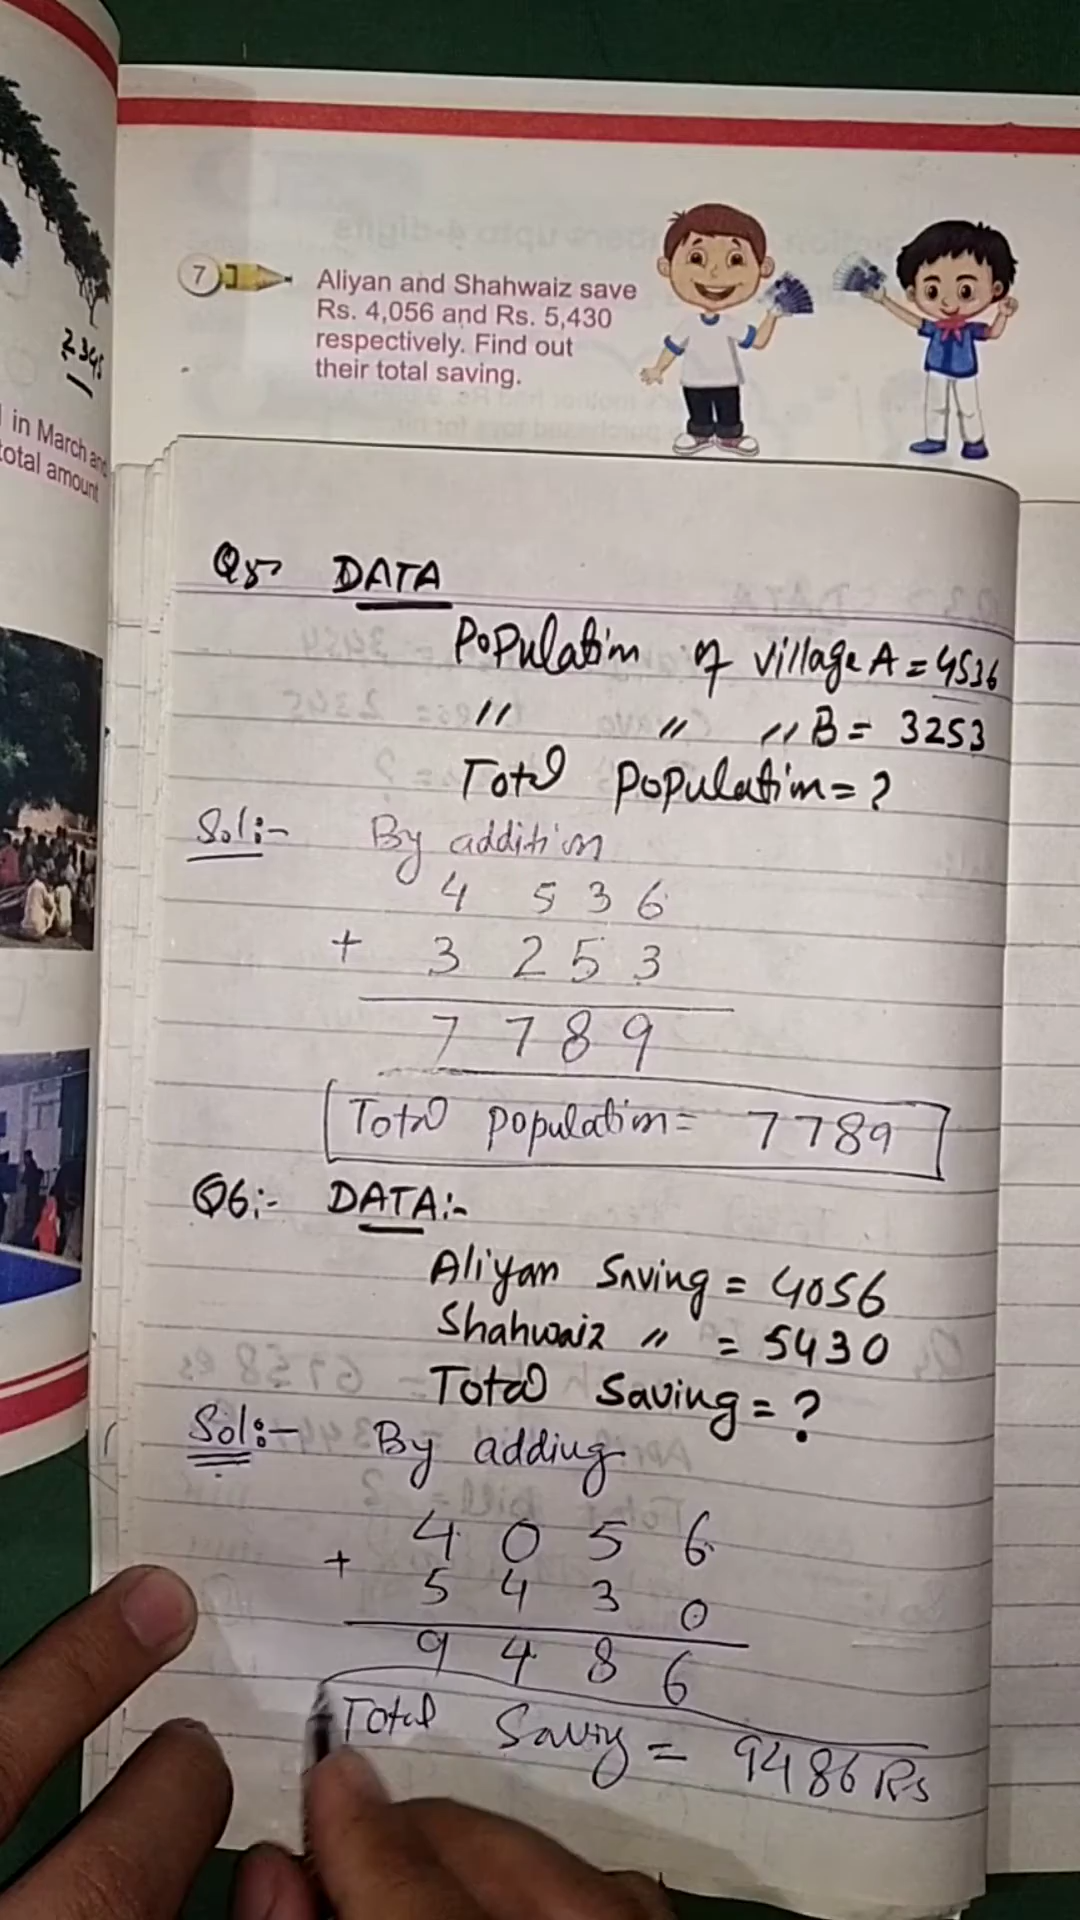 2345
in March and
total amount
7
Aliyan and Shahwaiz save
Rs. 4,056 and Rs. 5,430
respectively. Find out
their total saving.
Q5 DATA
Population of village A = 4536
〃 〃 〃 B = 3253
Total Population = ?
Sol:- By addition
4 5 3 6
+ 3 2 5 3
7 7 8 9
Total population = 7789
Q6:- DATA:-
Aliyan Saving = 4056
Shahwaiz 〃 = 5430
Total Saving = ?
Sol:- By adding
4 0 5 6
+ 5 4 3 0
9 4 8 6
Total Saving = 9486 Rs